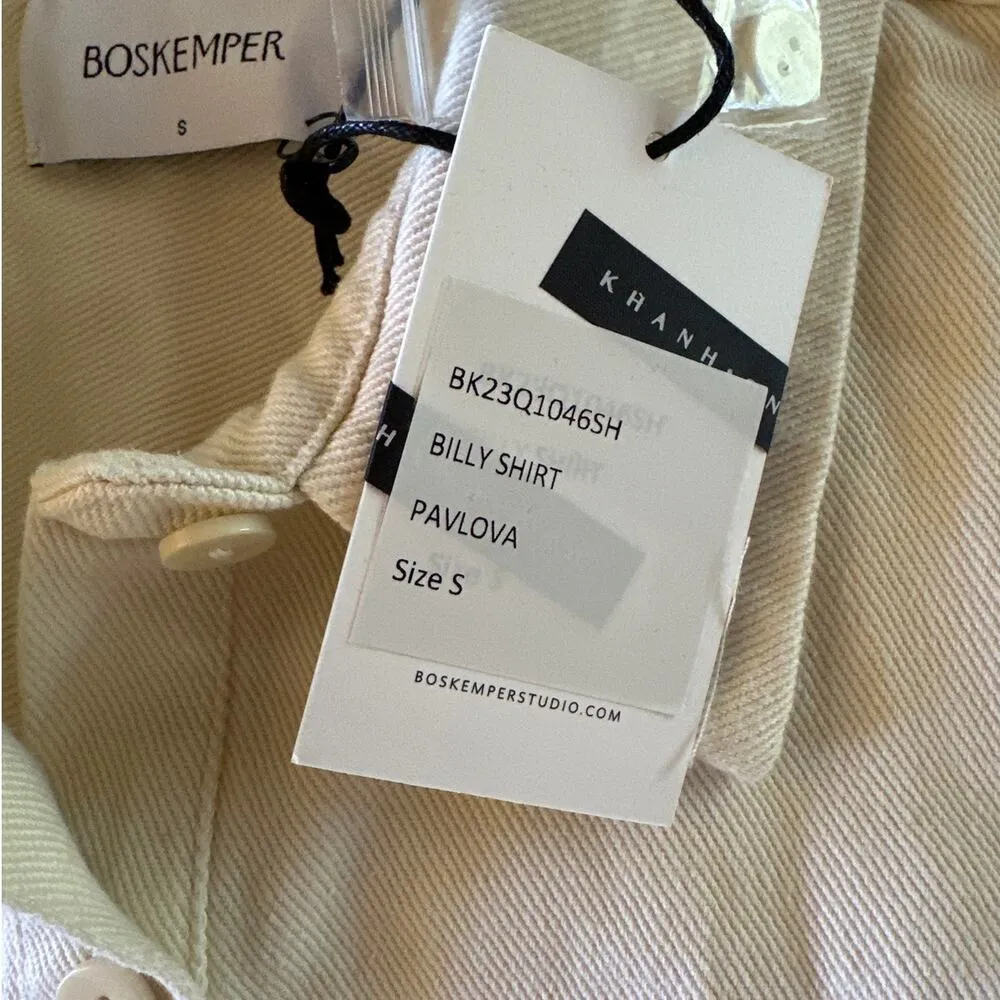 BOSKEMPER
S
KHANH
BK23Q1046SH
BILLY SHIRT
PAVLOVA
Size S
BOSKEMPERSTUDIO.COM